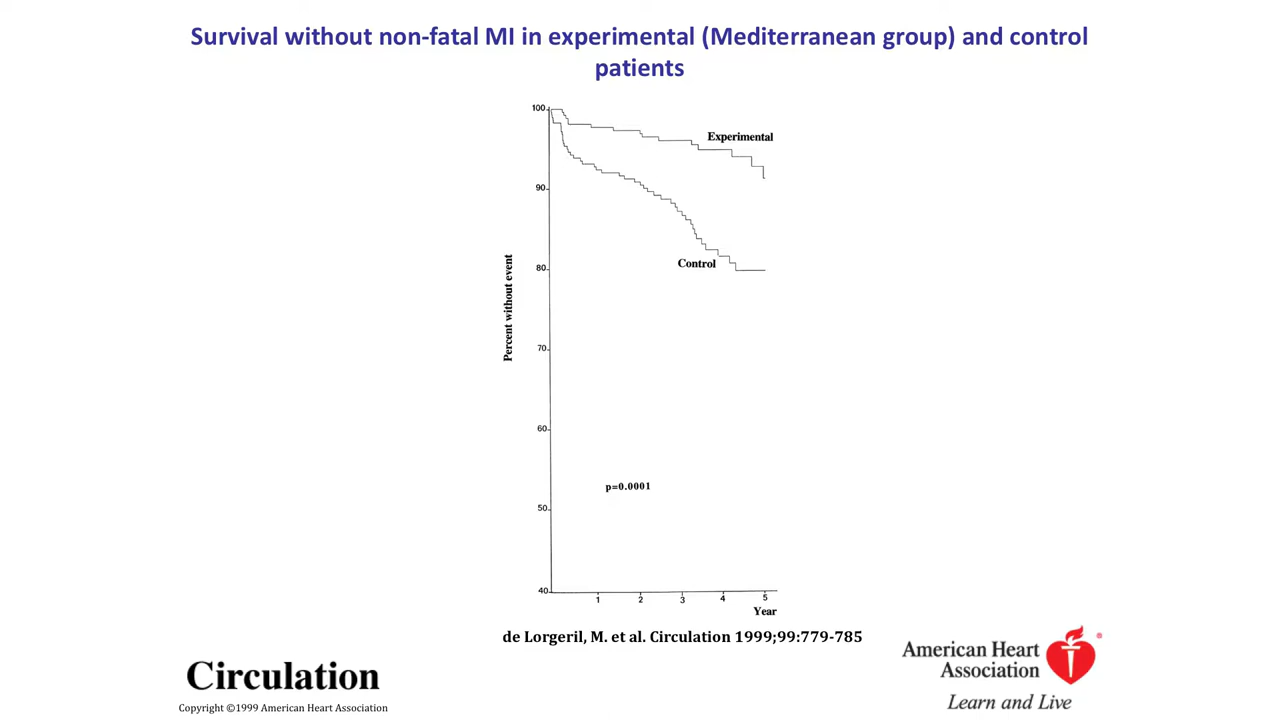 Survival without non-fatal MI in experimental (Mediterranean group) and control
patients
100
Experimental
90
Control
80
Percent without event
70
60
p=0.0001
50
40
1 2 3 4 5
Year
de Lorgeril, M. et al. Circulation 1999;99:779-785
Circulation
Copyright ©1999 American Heart Association
American Heart
Association
®
Learn and Live